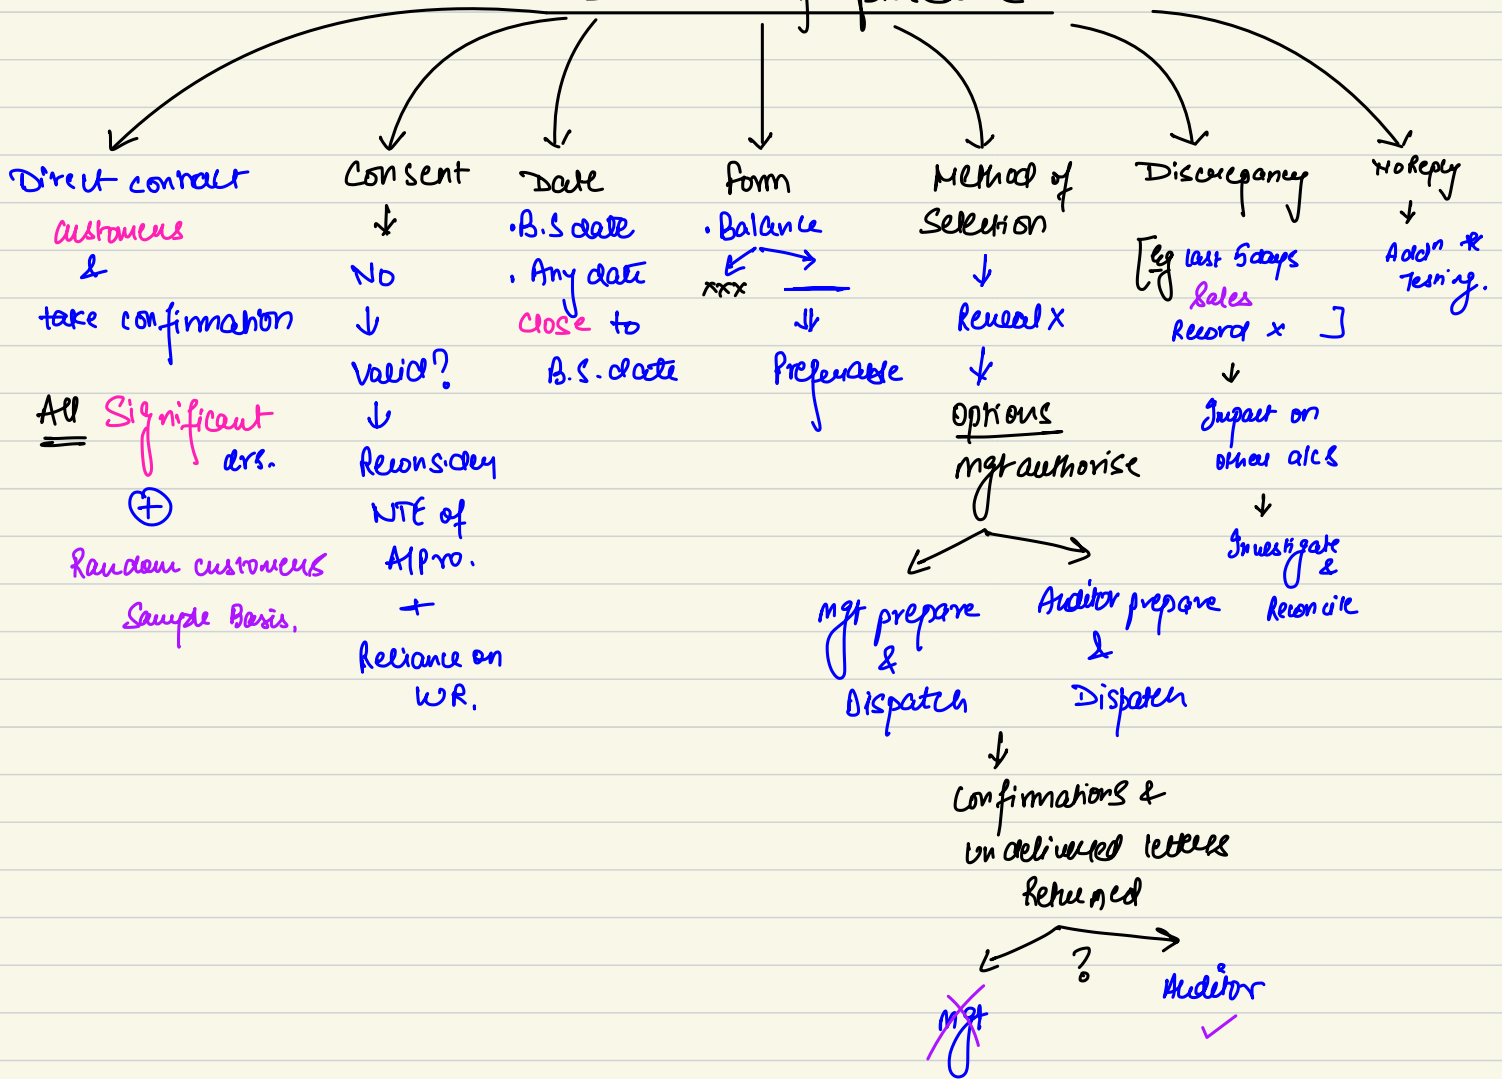 Direct contact
customers
&
take confirmation
All Significant
drs.
+
Random customers
Sample Basis.
Consent
No
Valid?
Reconsider
NTE of
A/Pro.
+
Reliance on
WR.
Date
. B.S date
. Any date
close to
B.S. date
Form
. Balance
xxx
Preferable
Method of
Selection
Reveal x
Options
Mgt authorise
Mgt prepare
&
Dispatch
Auditor prepare
&
Dispatch
Confirmations &
undelivered letters
Returned
?
Mgt
Auditor
Discrepancy
[Eg last 5 days
Sales
Record x ]
Impact on
other a/cs
Investigate
&
Reconcile
No Reply
Testing.